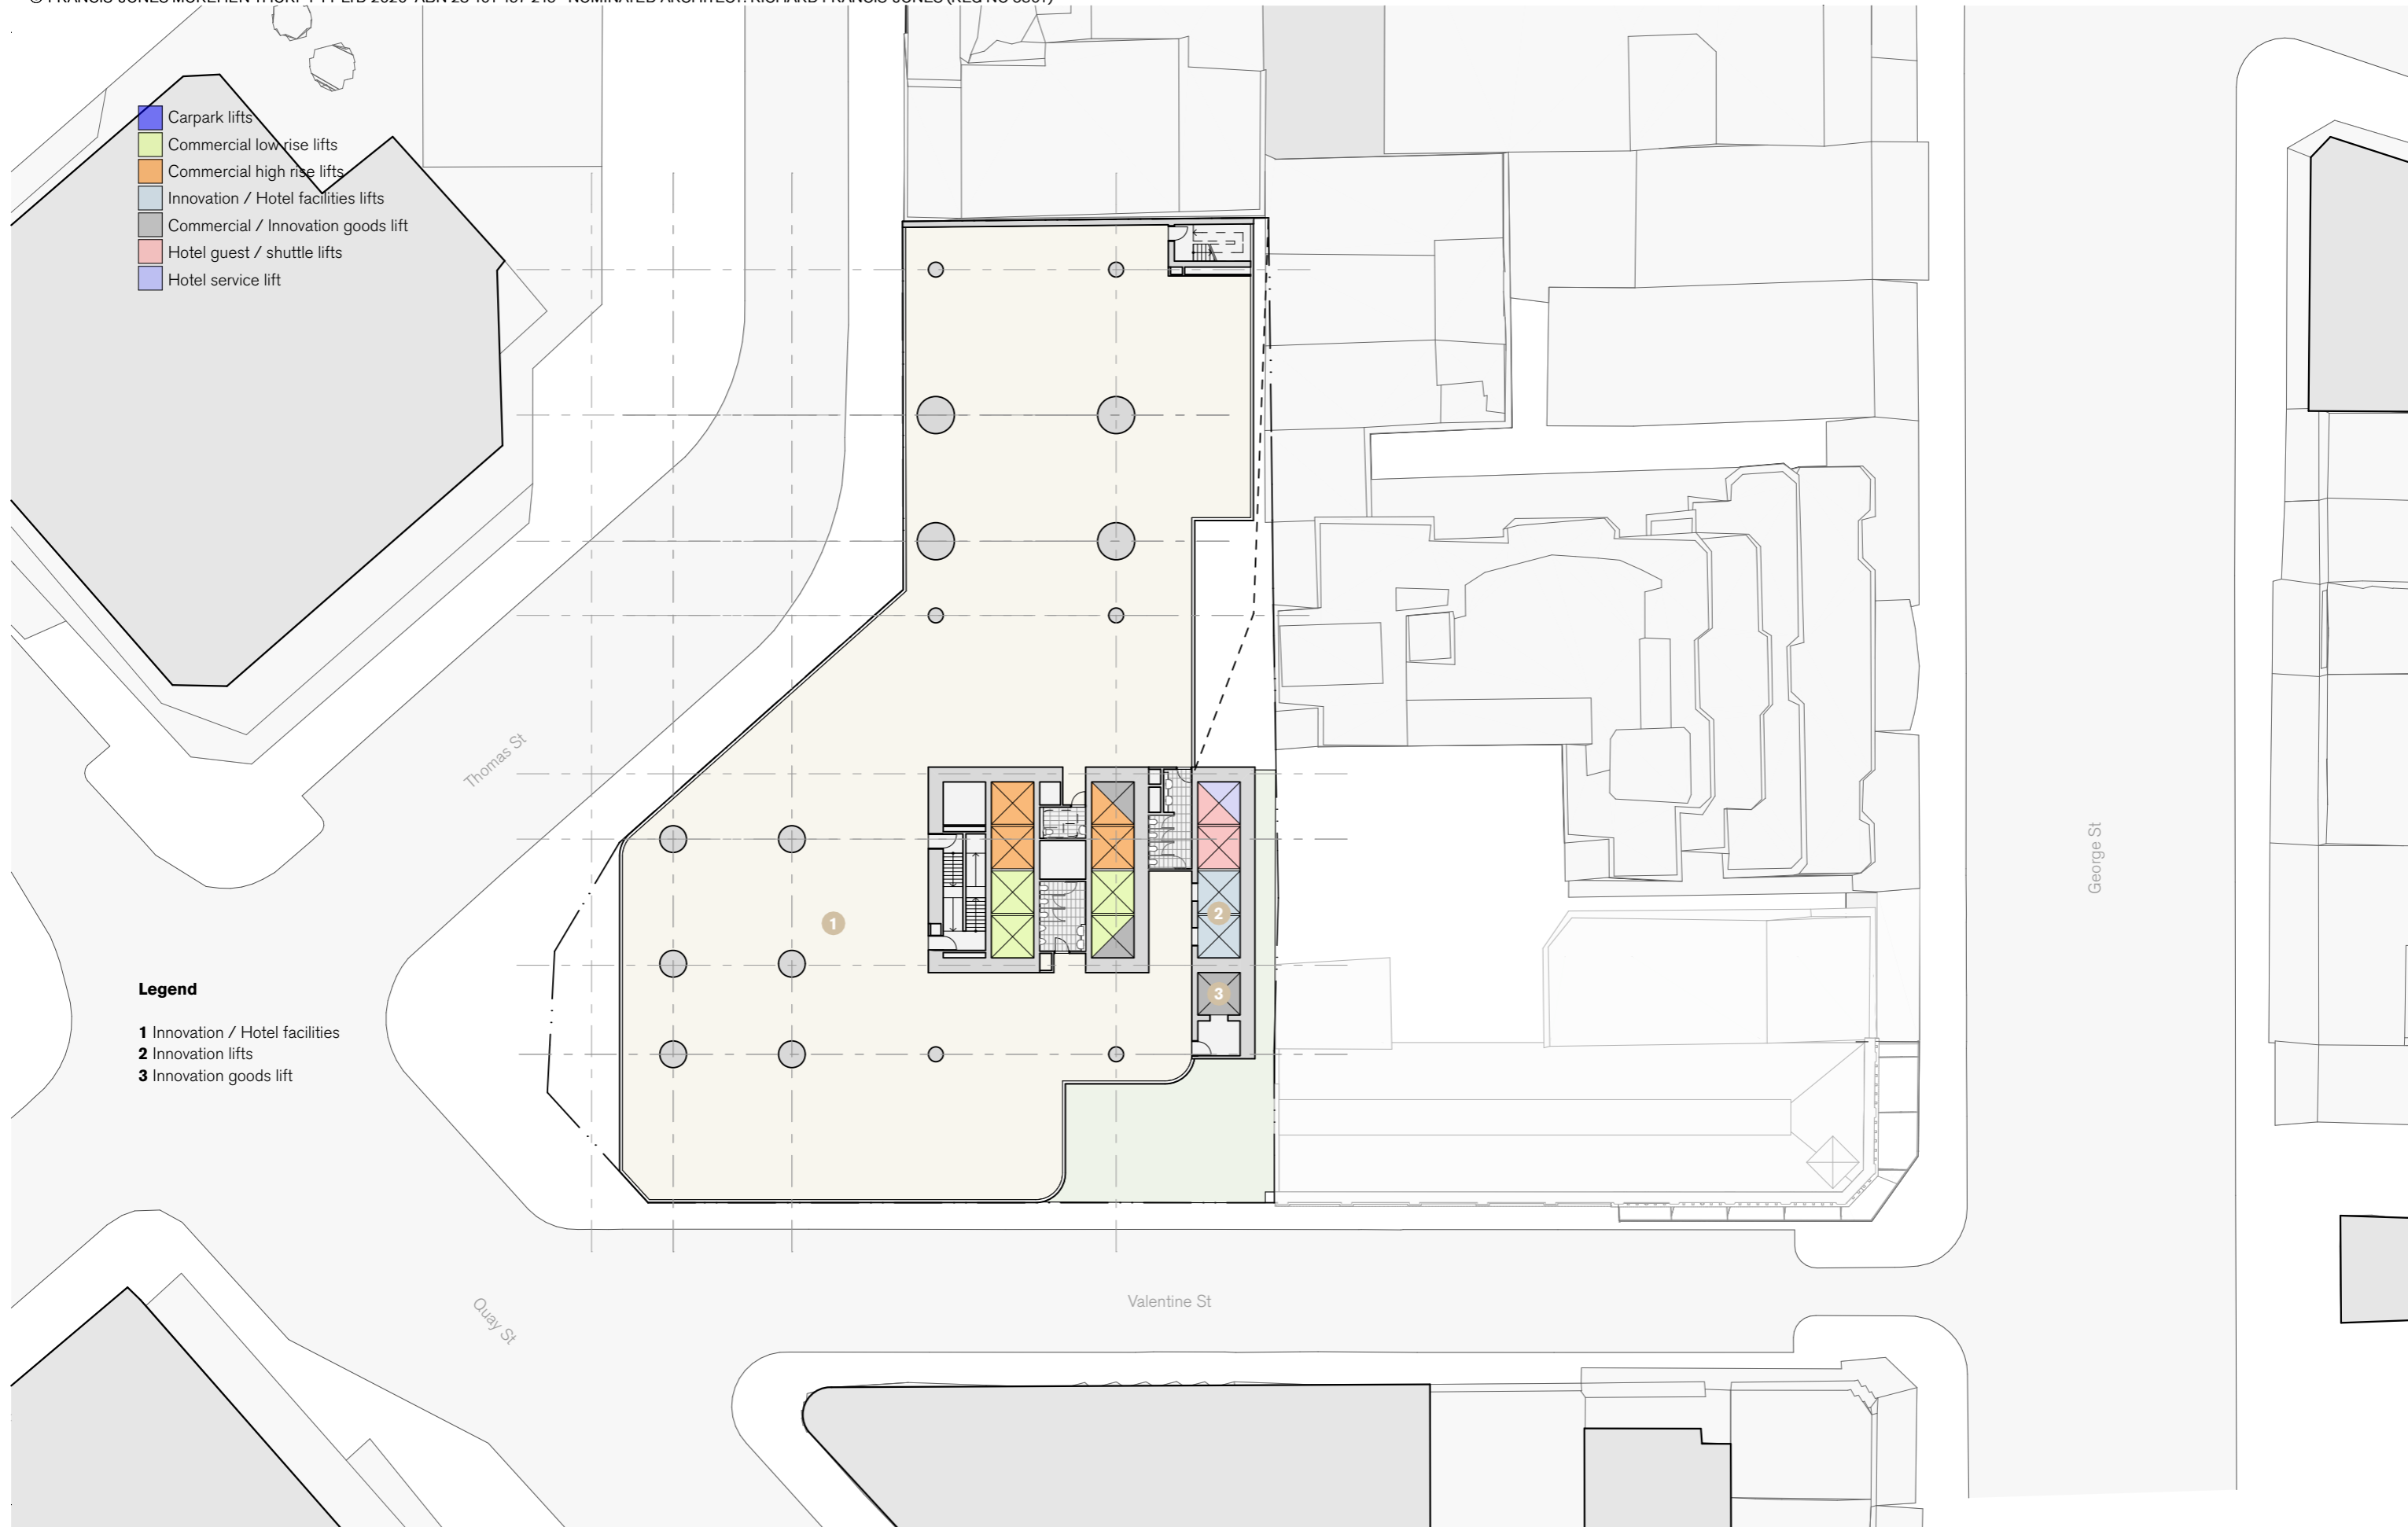 Carpark lifts
Commercial low rise lifts
Commercial high rise lifts
Innovation / Hotel facilities lifts
Commercial / Innovation goods lift
Hotel guest / shuttle lifts
Hotel service lift
Thomas St
George St
1
2
3
Legend
1 Innovation / Hotel facilities
2 Innovation lifts
3 Innovation goods lift
Quay St
Valentine St